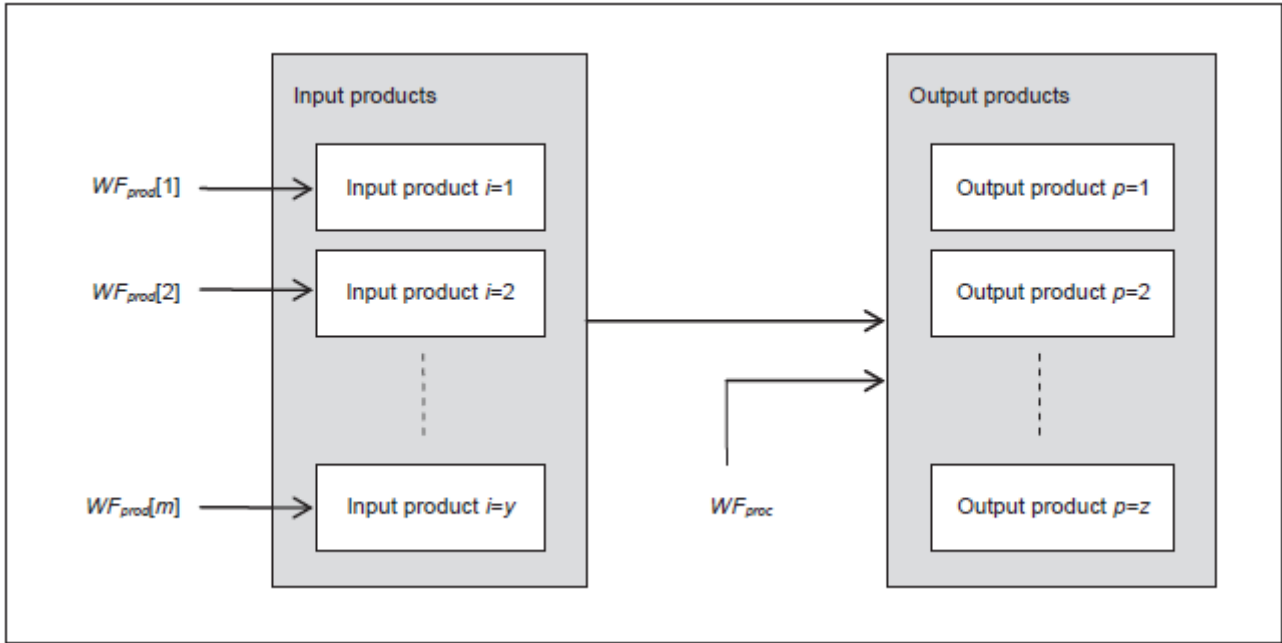 Input products
Output products
WFprod[1]
Input product i=1
Output product p=1
WFprod[2]
Input product i=2
Output product p=2
WFprod[m]
Input product i=y
WFproc
Output product p=z